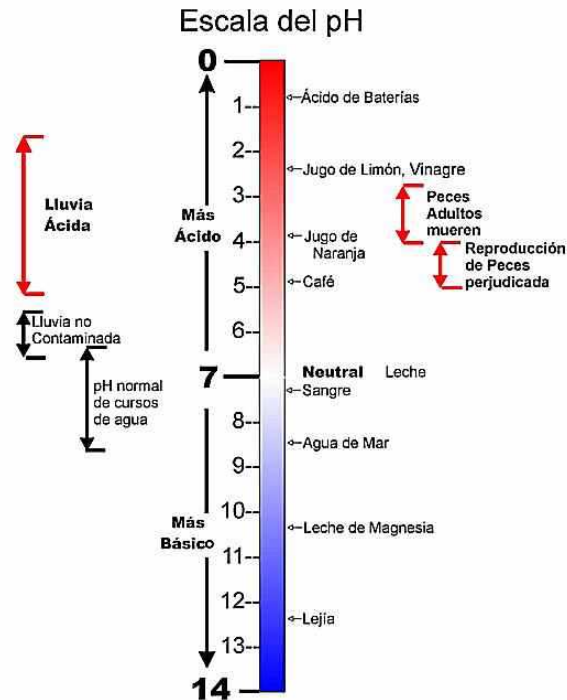 Escala del pH
0
1--
2--
3--
4--
5--
6--
7
8--
9--
10--
11--
12--
13--
14
Más
Ácido
Más
Básico
Lluvia
Ácida
Lluvia no
Contaminada
pH normal
de cursos
de agua
Ácido de Baterías
Jugo de Limón, Vinagre
Jugo de
Naranja
Café
Neutral Leche
Sangre
Agua de Mar
Leche de Magnesia
Lejía
Peces
Adultos
mueren
Reproducción
de Peces
perjudicada